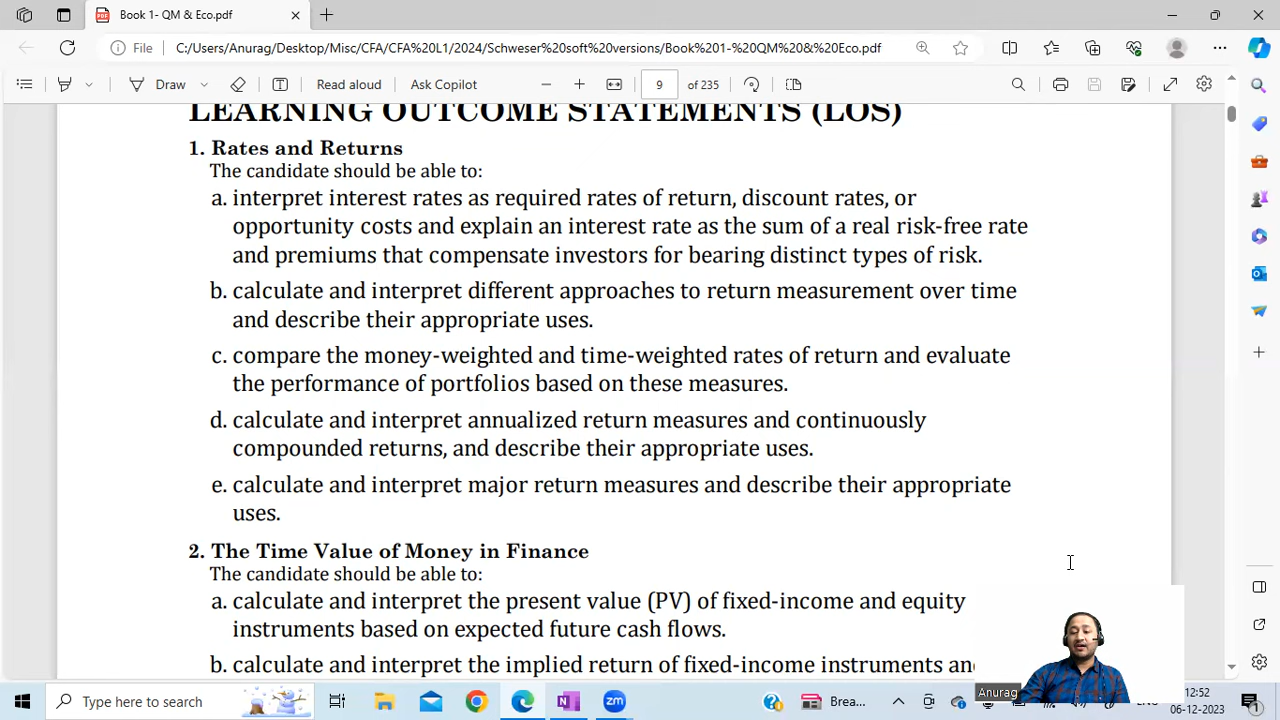 Book 1- QM & Eco.pdf
File
C:/Users/Anurag/Desktop/Misc/CFA/CFA%20L1/2024/Schweser%20soft%20versions/Book%201-%20QM%20&%20Eco.pdf
Draw
Read aloud
Ask Copilot
9
of 235
LEARNING OUTCOME STATEMENTS (LOS)
1. Rates and Returns
The candidate should be able to:
a. interpret interest rates as required rates of return, discount rates, or
opportunity costs and explain an interest rate as the sum of a real risk-free rate
and premiums that compensate investors for bearing distinct types of risk.
b. calculate and interpret different approaches to return measurement over time
and describe their appropriate uses.
c. compare the money-weighted and time-weighted rates of return and evaluate
the performance of portfolios based on these measures.
d. calculate and interpret annualized return measures and continuously
compounded returns, and describe their appropriate uses.
e. calculate and interpret major return measures and describe their appropriate
uses.
2. The Time Value of Money in Finance
The candidate should be able to:
a. calculate and interpret the present value (PV) of fixed-income and equity
instruments based on expected future cash flows.
b. calculate and interpret the implied return of fixed-income instruments
Anurag
Type here to search
Brea...
12:52
06-12-2023